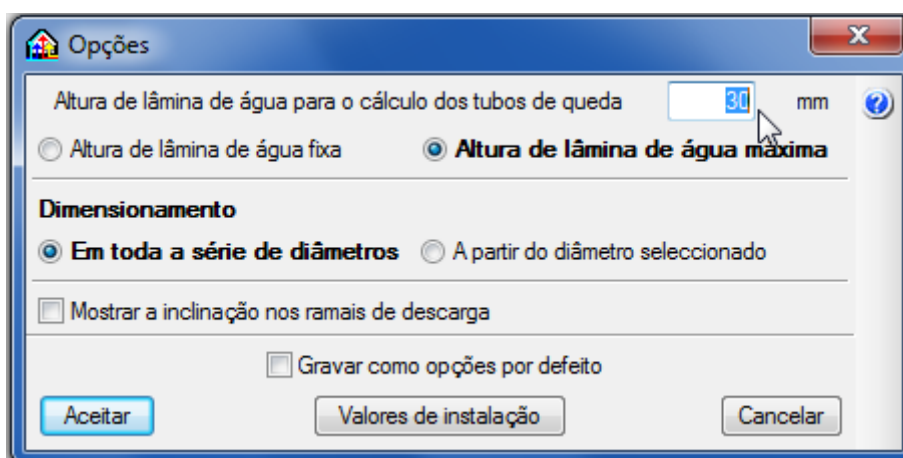 Opções
Altura de lâmina de água para o cálculo dos tubos de queda 30 mm
Altura de lâmina de água fixa Altura de lâmina de água máxima
Dimensionamento
Em toda a série de diâmetros A partir do diâmetro seleccionado
Mostrar a inclinação nos ramais de descarga
Gravar como opções por defeito
Aceitar Valores de instalação Cancelar